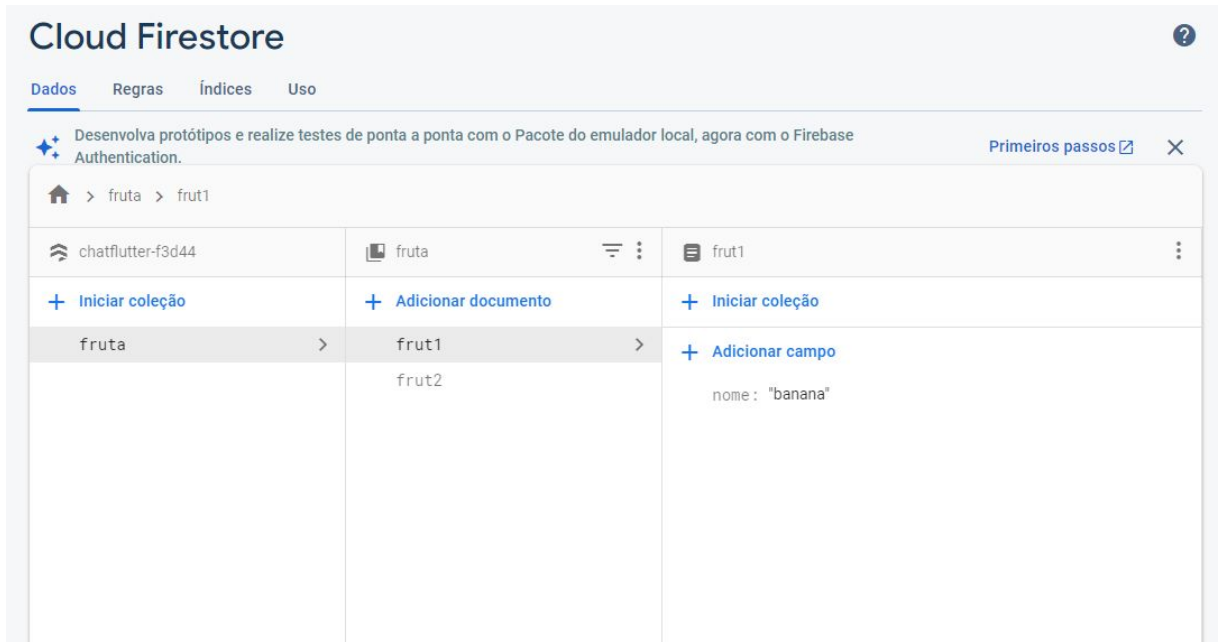 Cloud Firestore
Dados Regras Índices Uso
Desenvolva protótipos e realize testes de ponta a ponta com o Pacote do emulador local, agora com o Firebase
Authentication.
Primeiros passos
> fruta > frut1
chatflutter-f3d44
fruta
frut1
+ Iniciar coleção
+ Adicionar documento
+ Iniciar coleção
fruta
frut1
+ Adicionar campo
frut2
nome: "banana"